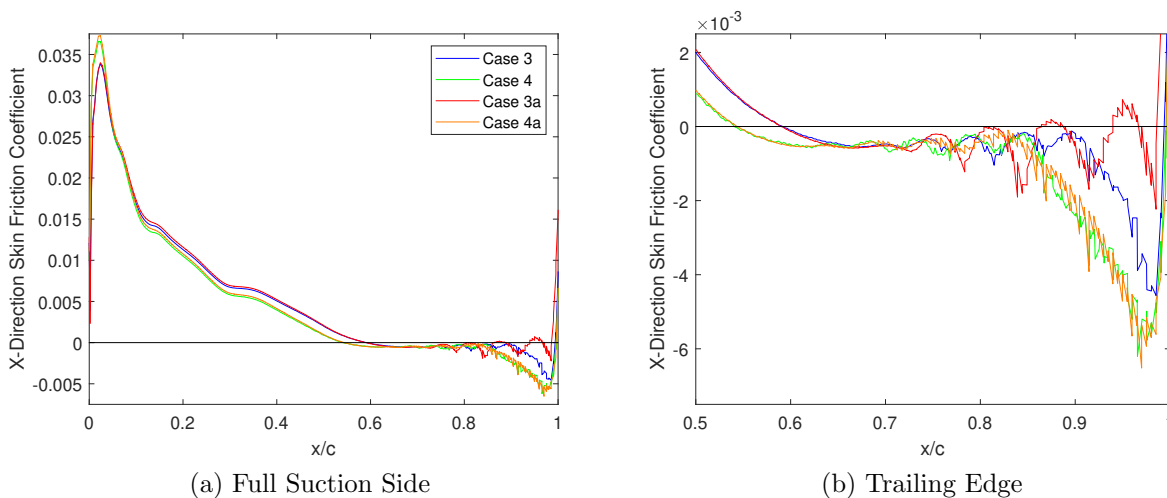 X-Direction Skin Friction Coefficient
0.035
0.03
0.025
0.02
0.015
0.01
0.005
0
-0.005
0
0.2
0.4
0.6
0.8
1
x/c
Case 3
Case 4
Case 3a
Case 4a
(a) Full Suction Side
×10⁻³
X-Direction Skin Friction Coefficient
2
0
-2
-4
-6
0.5
0.6
0.7
0.8
0.9
1
x/c
(b) Trailing Edge